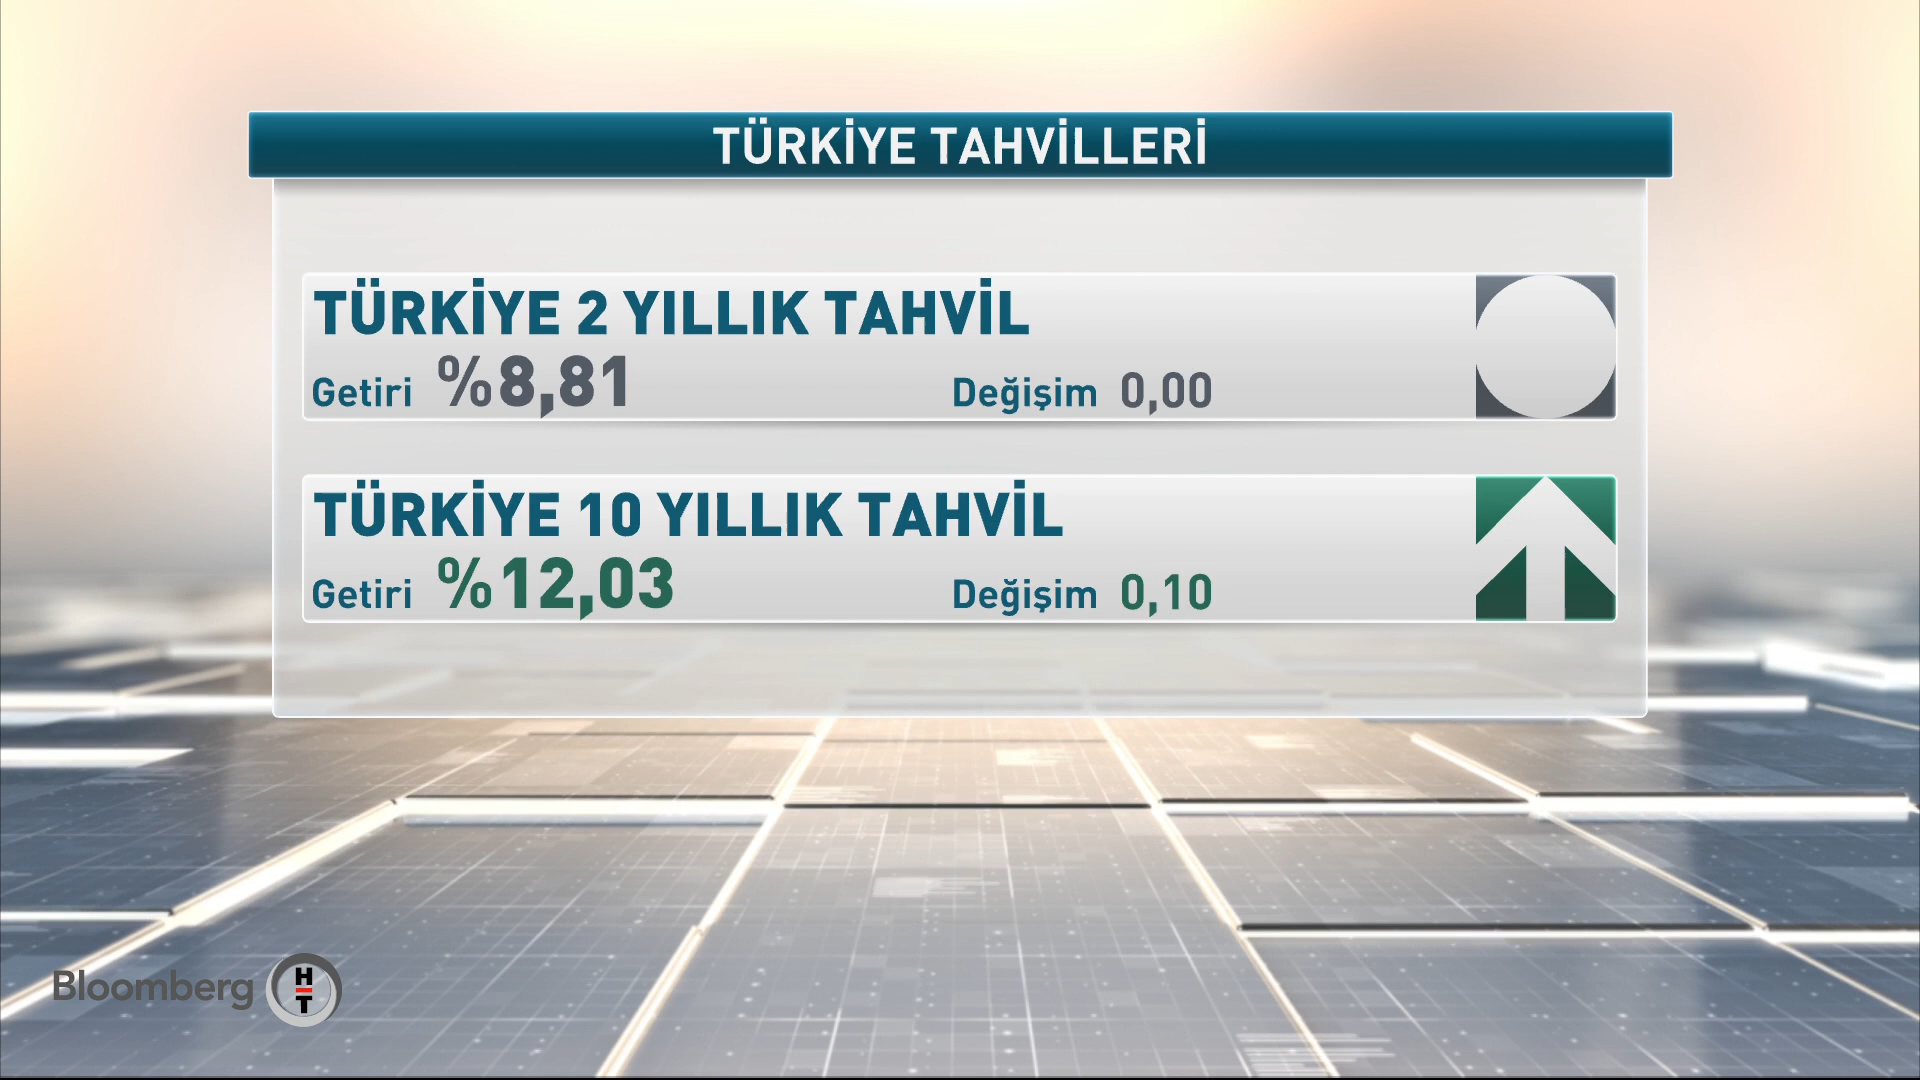 TÜRKİYE TAHVİLLERİ
TÜRKİYE 2 YILLIK TAHVİL
Getiri %8,81 Değişim 0,00
TÜRKİYE 10 YILLIK TAHVİL
Getiri %12,03 Değişim 0,10
Bloomberg HT